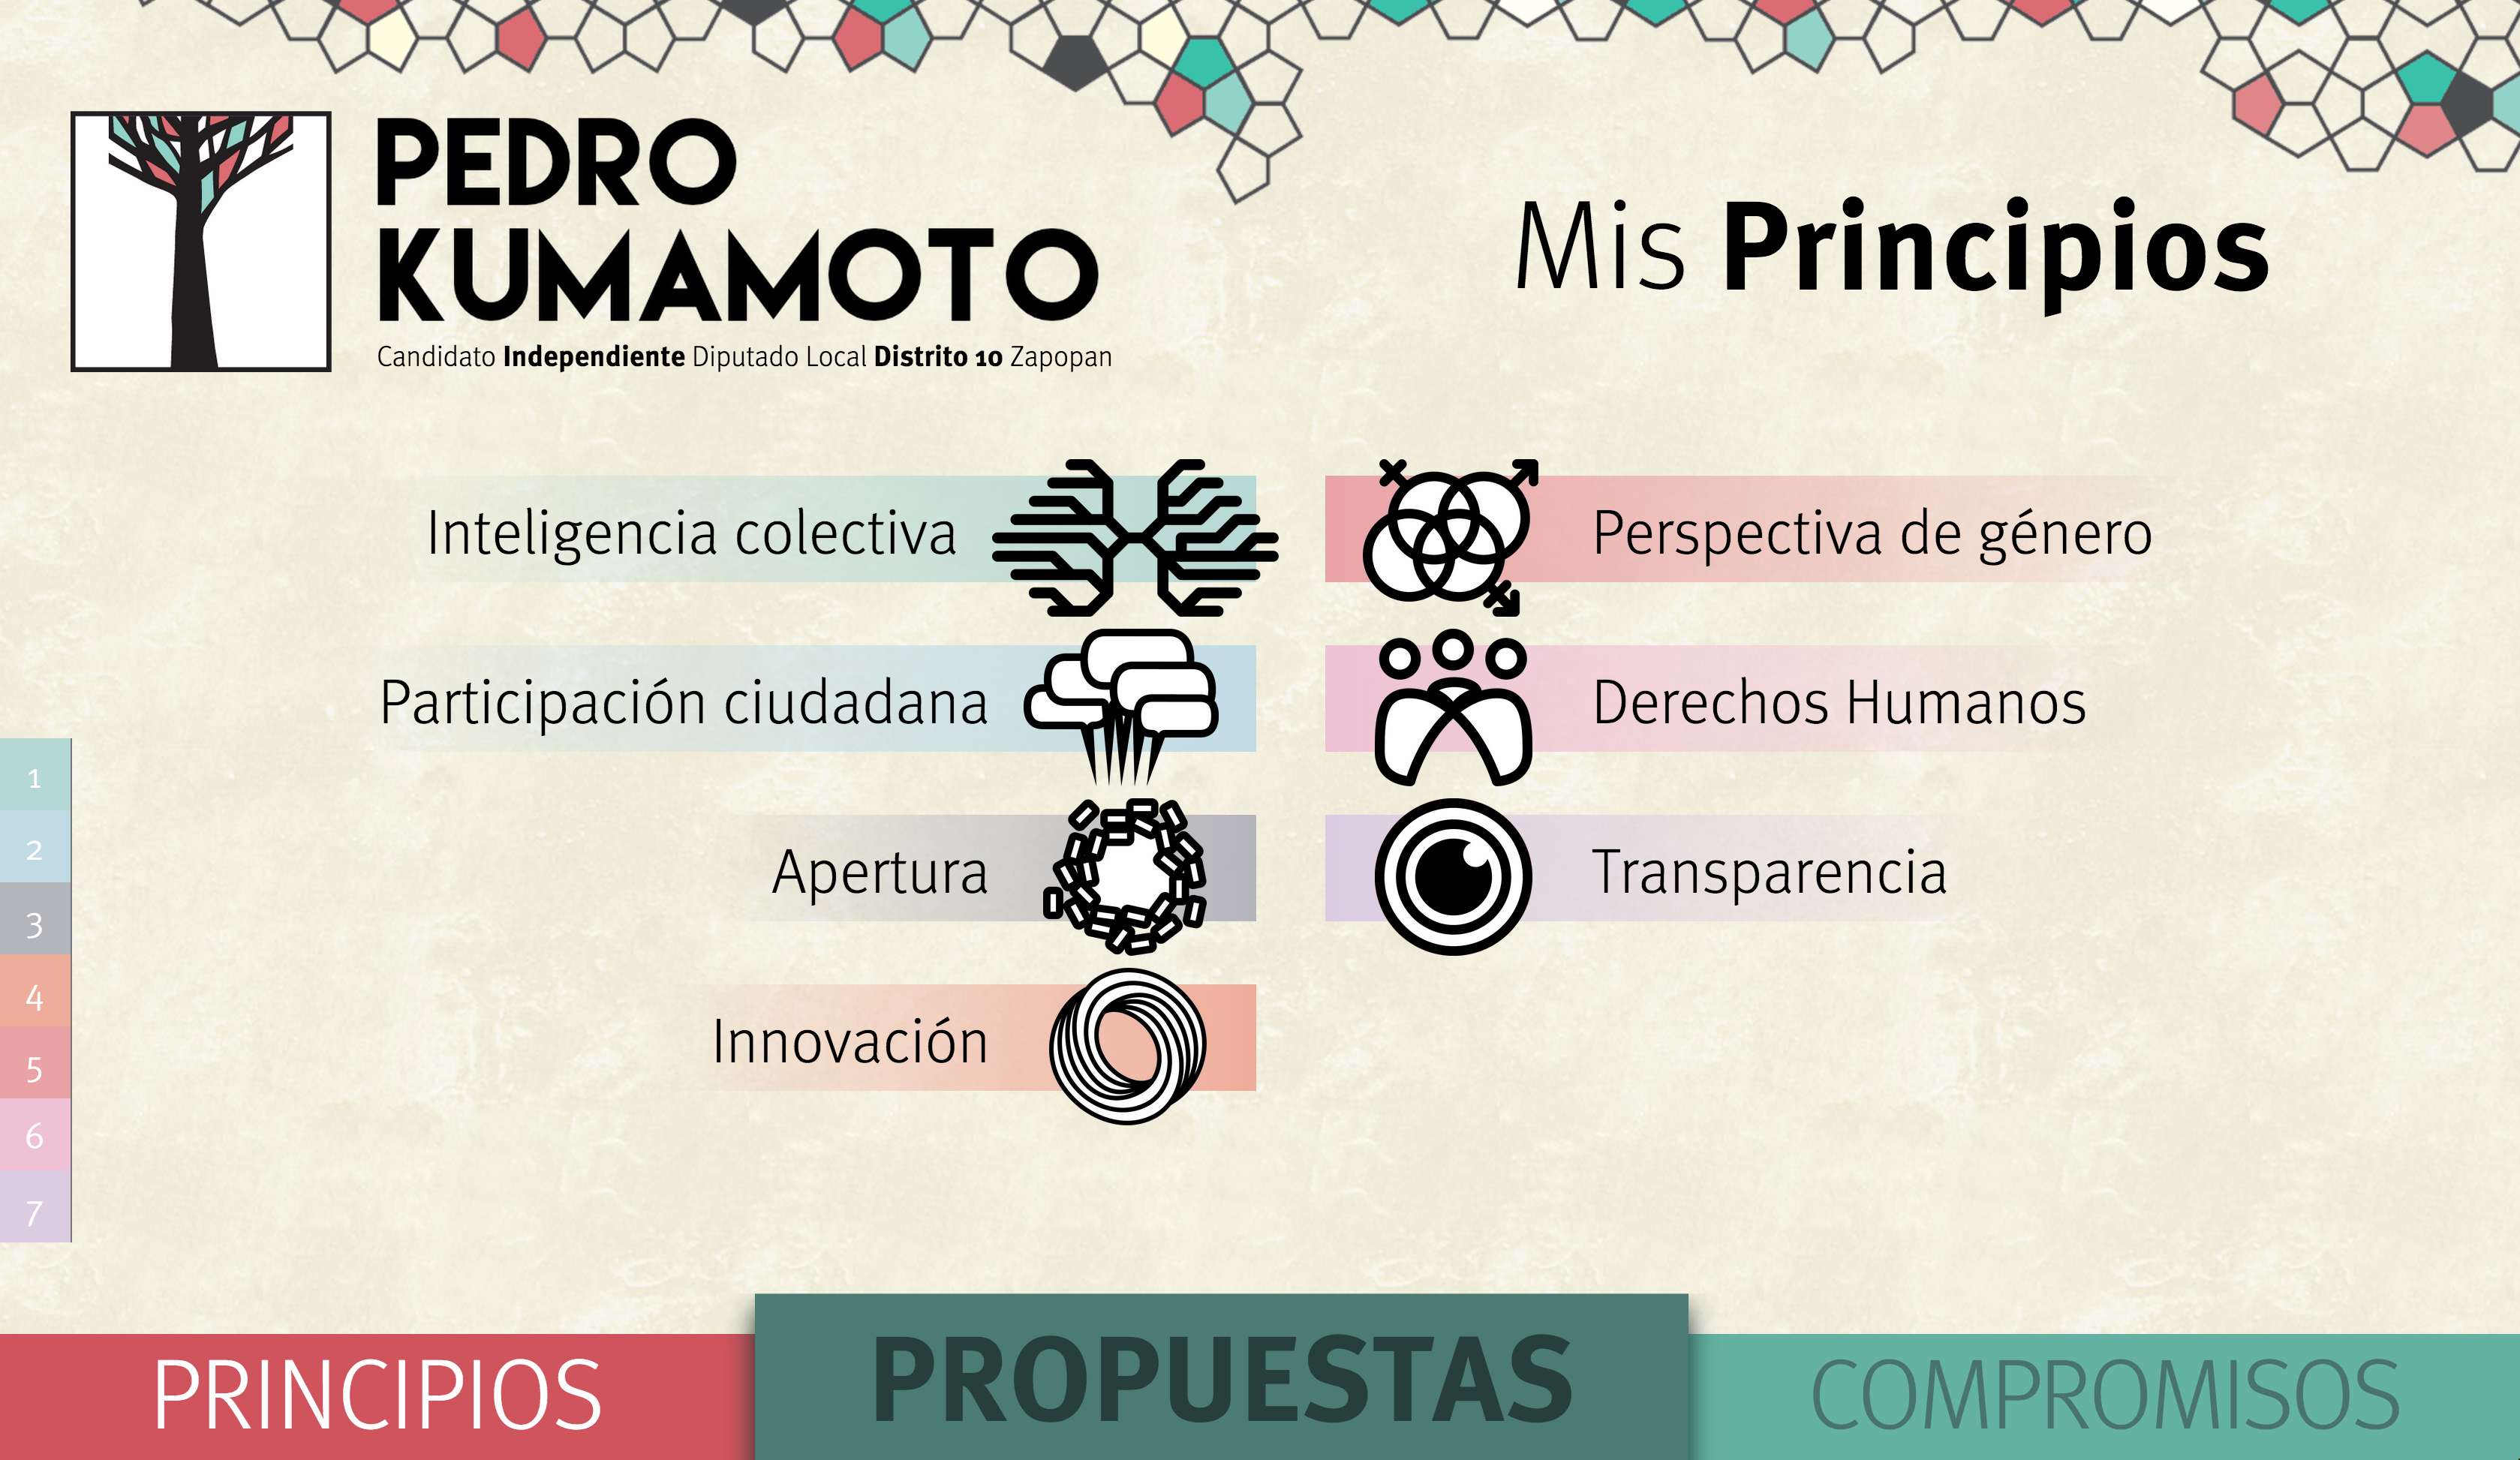 PEDRO
KUMAMOTO
Candidato Independiente Diputado Local Distrito 10 Zapopan
Mis Principios
Inteligencia colectiva
Participación ciudadana
Apertura
Innovación
Perspectiva de género
Derechos Humanos
Transparencia
1
2
3
4
5
6
7
PRINCIPIOS
PROPUESTAS
COMPROMISOS